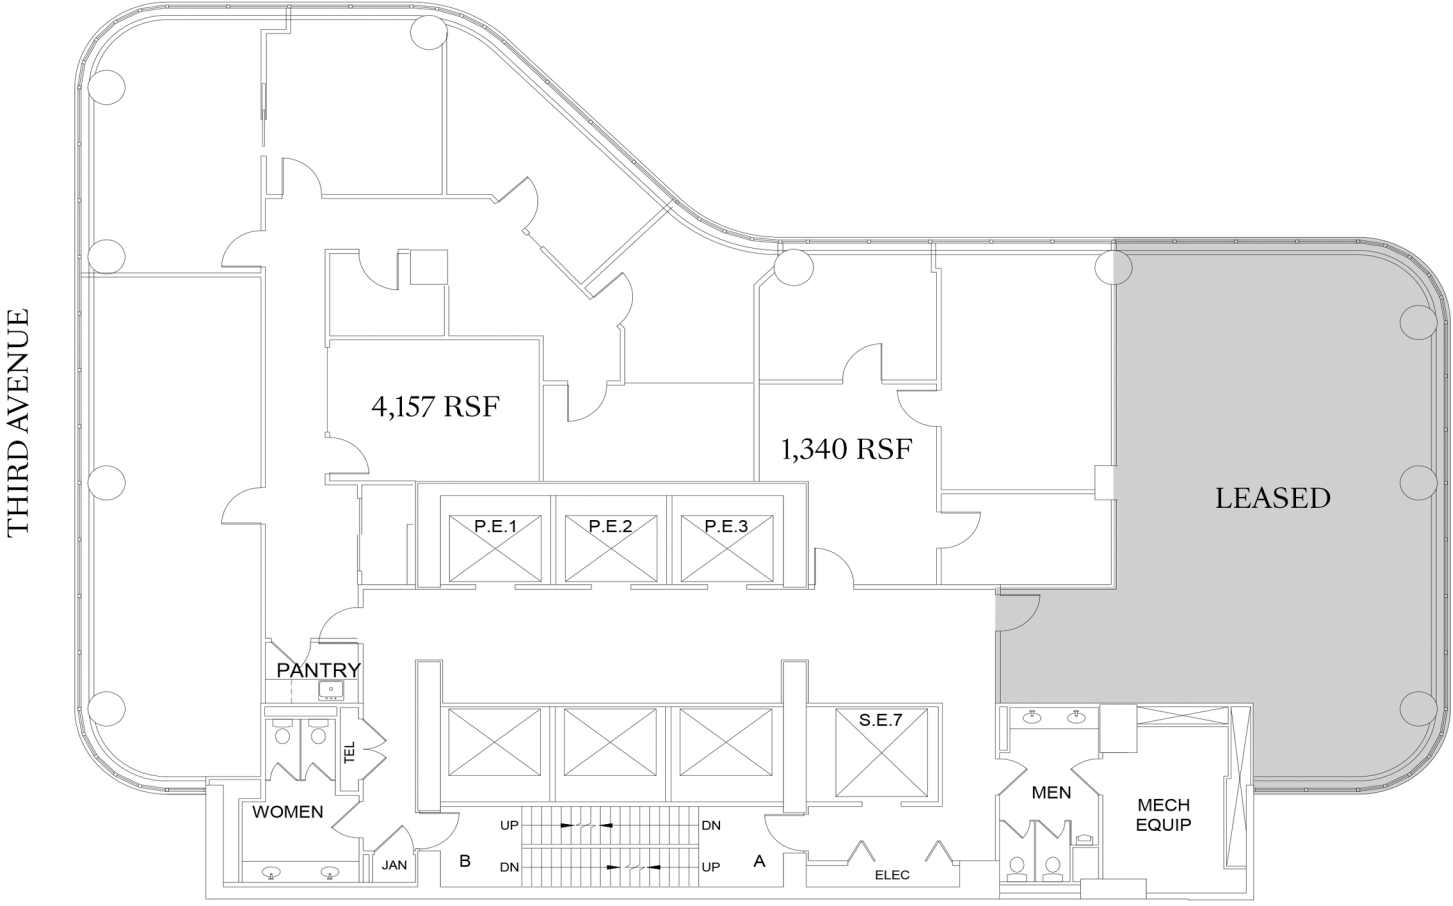 THIRD AVENUE
4,157 RSF
1,340 RSF
LEASED
P.E.1
P.E.2
P.E.3
PANTRY
S.E.7
TEL
WOMEN
MEN
MECH
EQUIP
UP
DN
B
A
DN
UP
JAN
ELEC